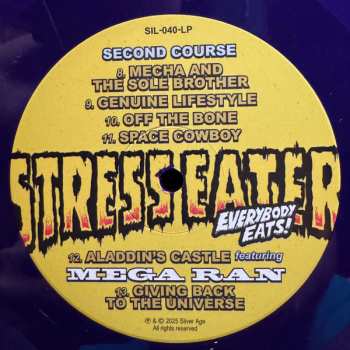 SIL-040-LP
SECOND COURSE
8. MECHA AND
THE SOLE BROTHER
9. GENUINE LIFESTYLE
10. OFF THE BONE
11. SPACE COWBOY
STRESS EATER
EVERYBODY
EATS!
12. ALADDIN'S CASTLE featuring
MEGA RAN
13. GIVING BACK
TO THE UNIVERSE
℗ & © 2025 Silver Age
All rights reserved